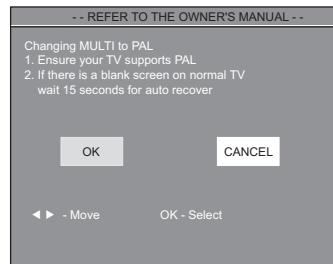 - - REFER TO THE OWNER'S MANUAL - -
Changing MULTI to PAL
1. Ensure your TV supports PAL
2. If there is a blank screen on normal TV
wait 15 seconds for auto recover
OK CANCEL
◄ ► - Move OK - Select